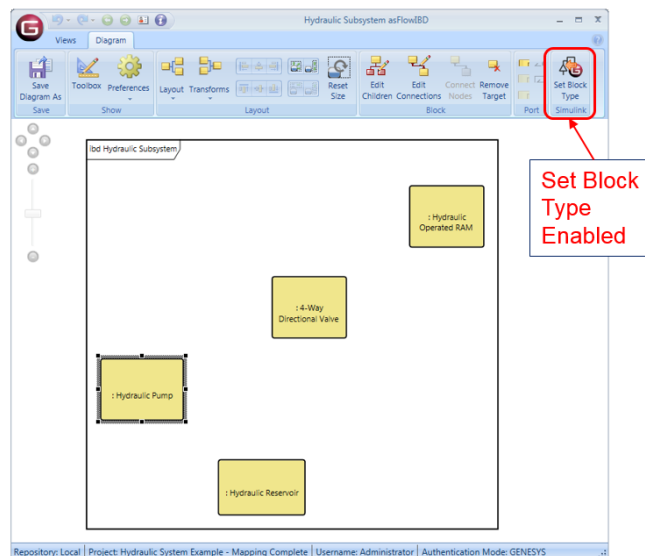 Hydraulic Subsystem asFlowIBD
Views Diagram
Save
Diagram As
Toolbox
Preferences
Layout
Transforms
Reset
Size
Edit
Children
Edit
Connections
Connect
Nodes
Remove
Target
Set Block
Type
Save
Show
Layout
Block
Port
Simulink
Set Block
Type
Enabled
ibd Hydraulic Subsystem
: Hydraulic
Operated RAM
: 4-Way
Directional Valve
: Hydraulic Pump
: Hydraulic Reservoir
Repository: Local Project: Hydraulic System Example - Mapping Complete Username: Administrator Authentication Mode: GENESYS